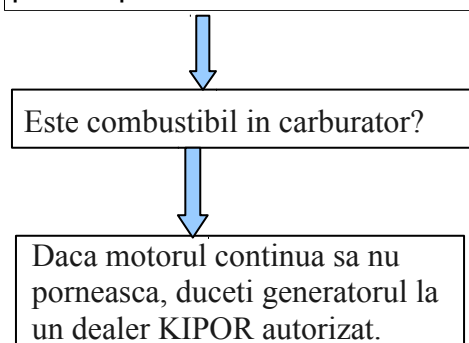 Este combustibil in carburator?
Daca motorul continua sa nu
porneasca, duceti generatorul la
un dealer KIPOR autorizat.